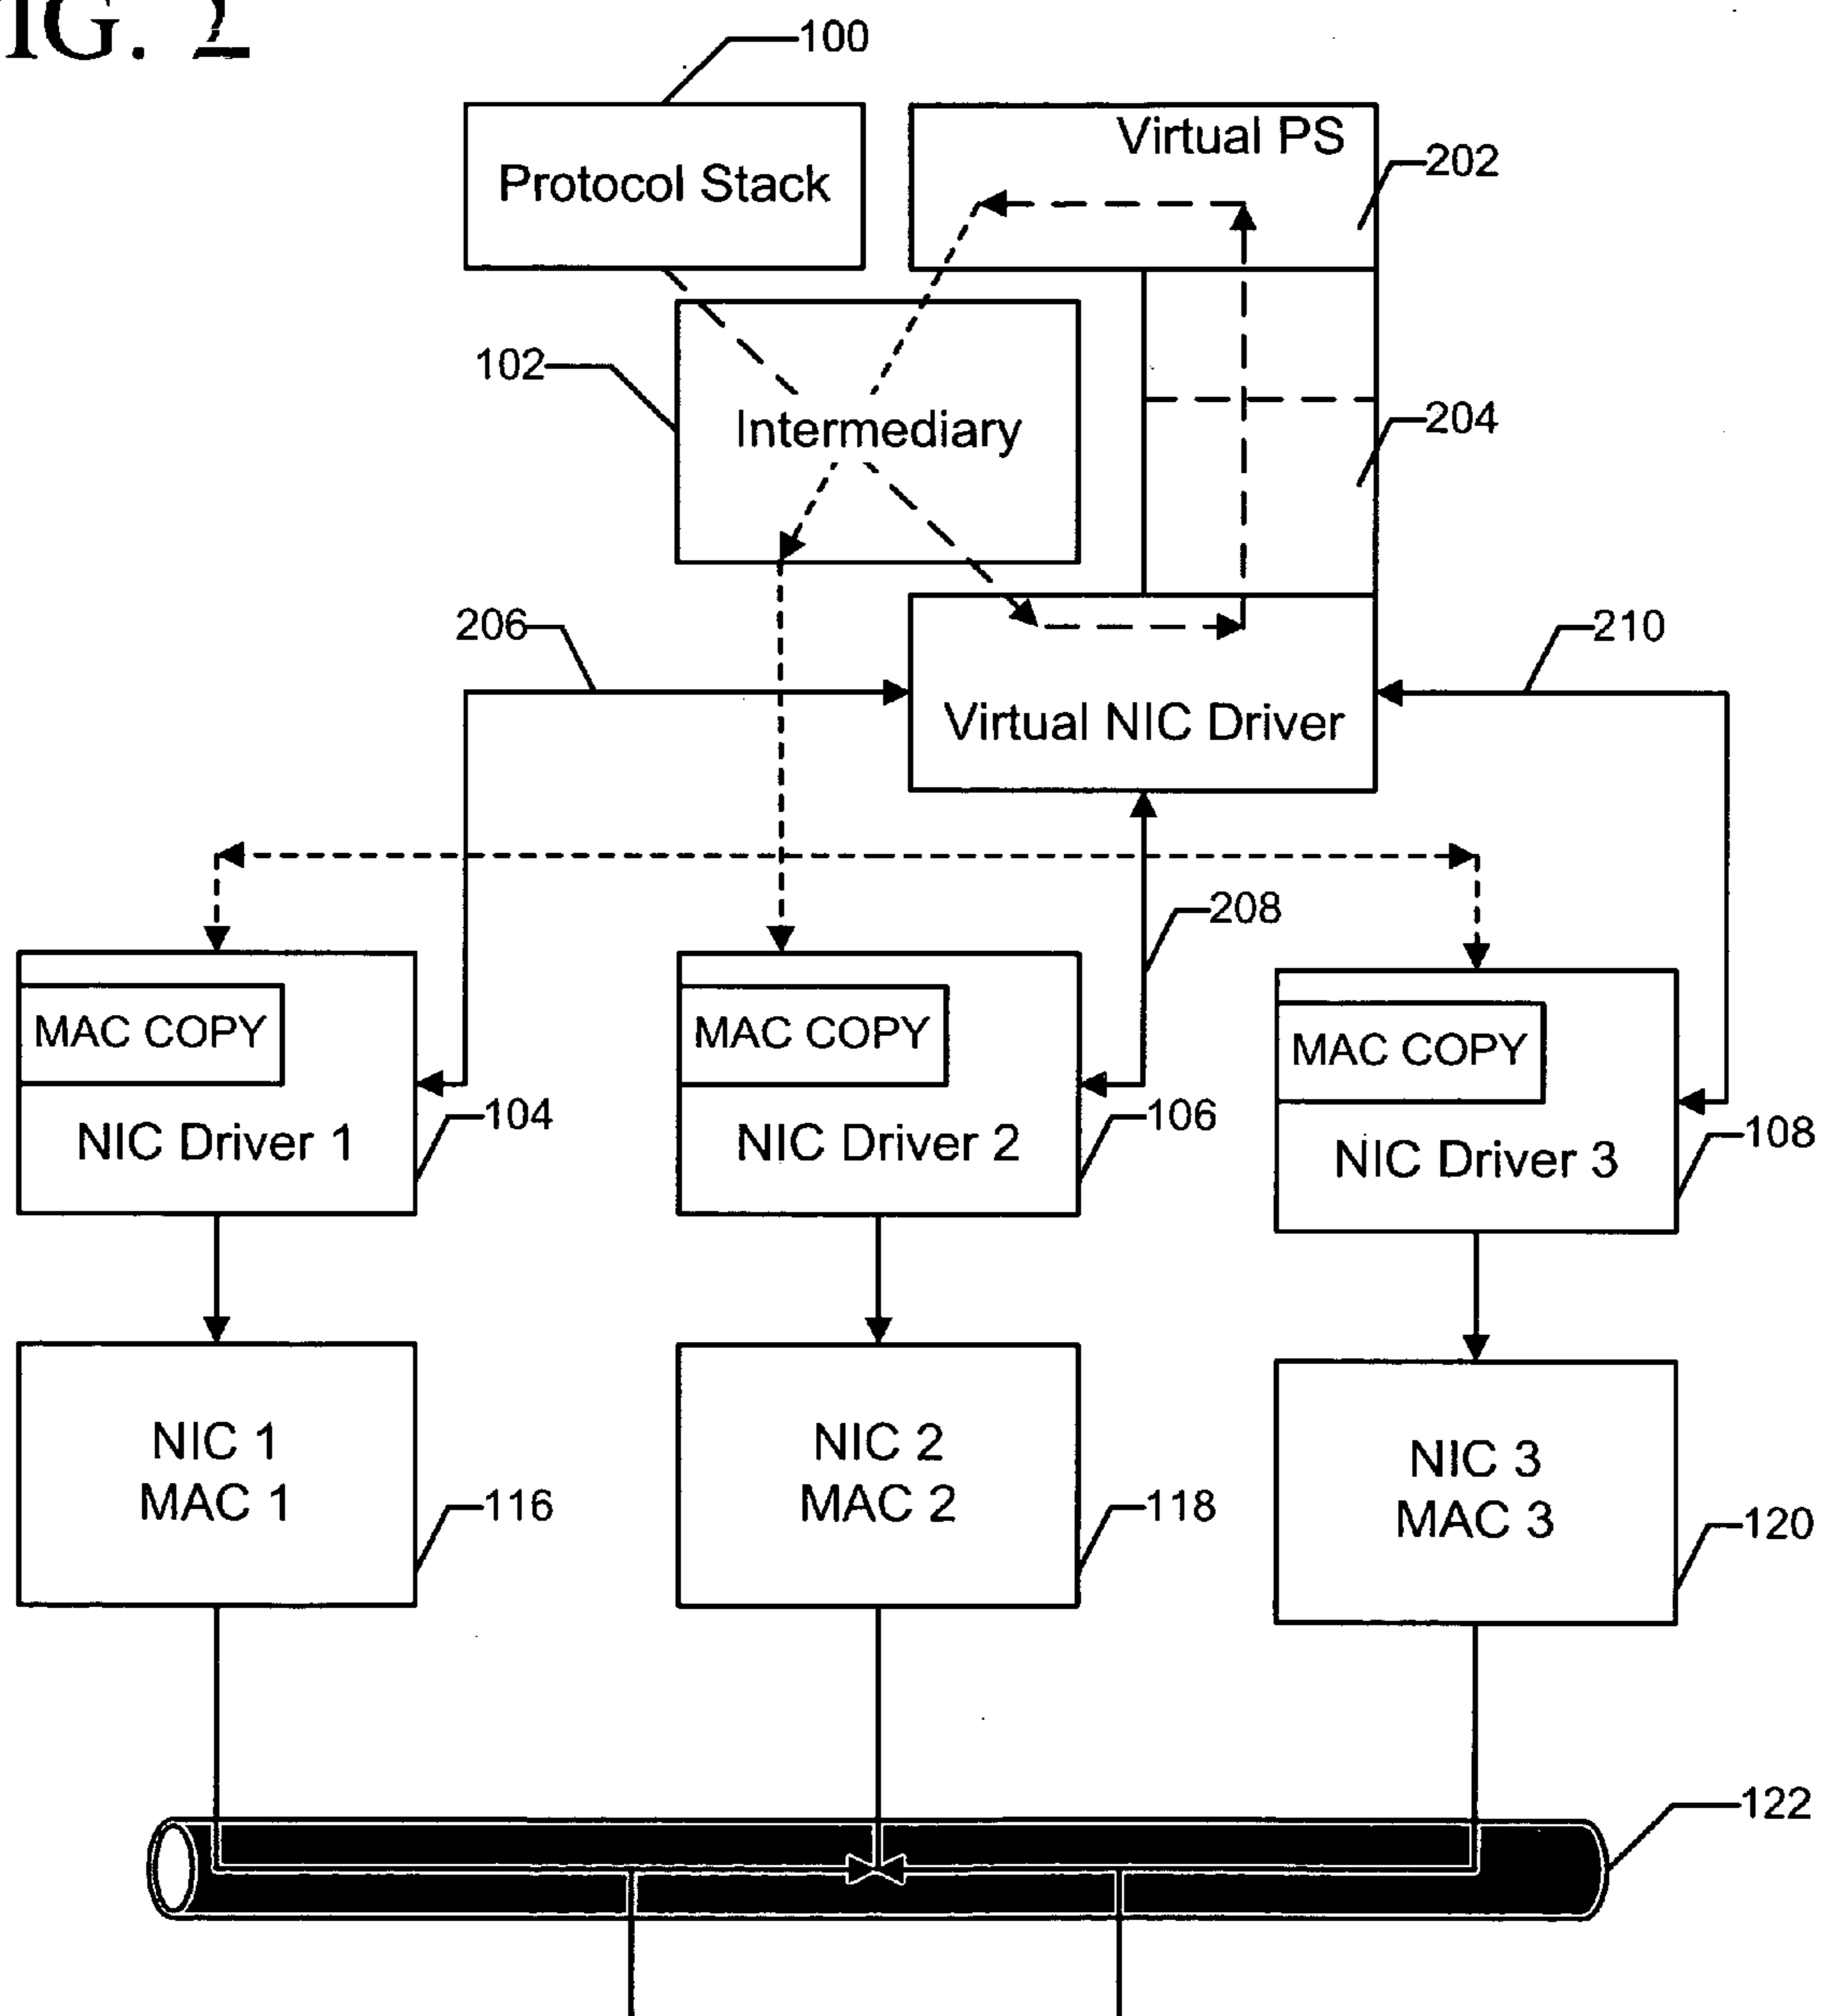 FIG. 2
100
Protocol Stack
Virtual PS
202
102
Intermediary
204
206
210
Virtual NIC Driver
208
MAC COPY
NIC Driver 1
104
MAC COPY
NIC Driver 2
106
MAC COPY
NIC Driver 3
108
NIC 1
MAC 1
116
NIC 2
MAC 2
118
NIC 3
MAC 3
120
122